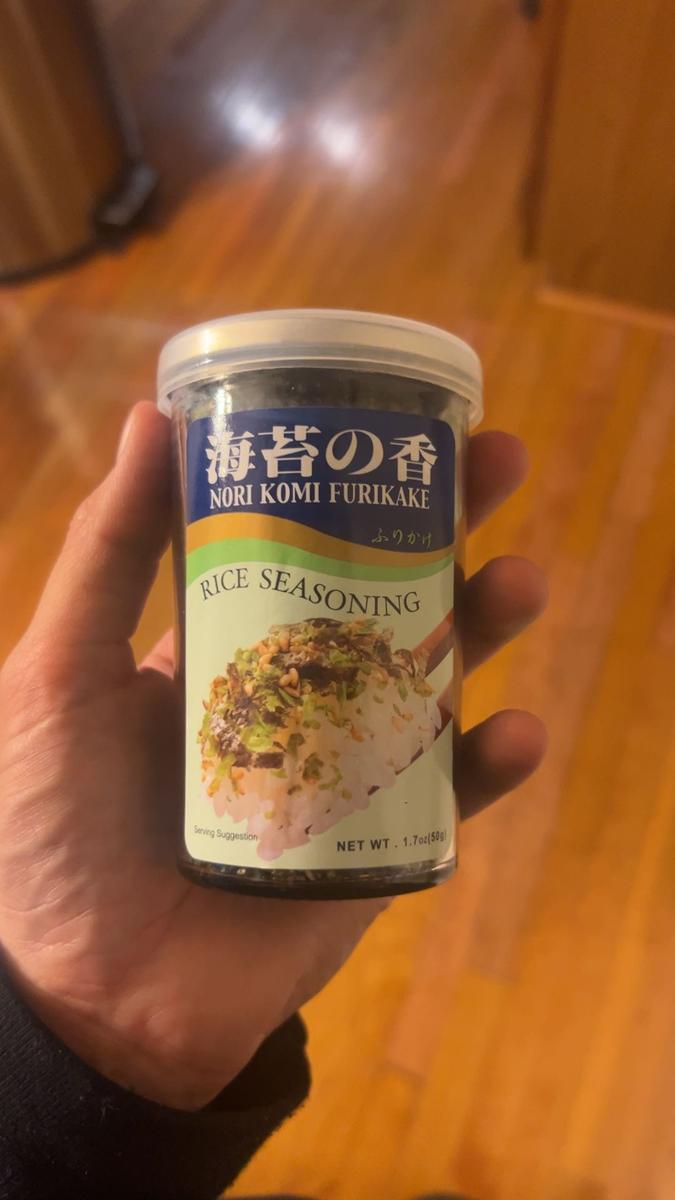 海苔の香
NORI KOMI FURIKAKE
ふりかけ
RICE SEASONING
Serving Suggestion
NET WT . 1.7oz(50g)